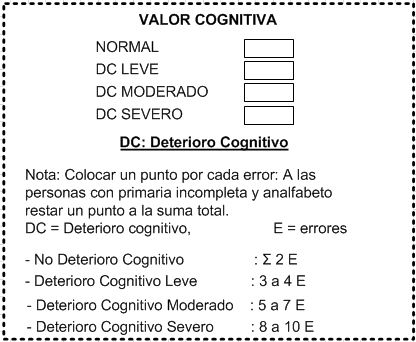 VALOR COGNITIVA
NORMAL
DC LEVE
DC MODERADO
DC SEVERO
DC: Deterioro Cognitivo
Nota: Colocar un punto por cada error: A las
personas con primaria incompleta y analfabeto
restar un punto a la suma total.
DC = Deterioro cognitivo, E = errores
- No Deterioro Cognitivo : Σ 2 E
- Deterioro Cognitivo Leve : 3 a 4 E
- Deterioro Cognitivo Moderado : 5 a 7 E
- Deterioro Cognitivo Severo : 8 a 10 E